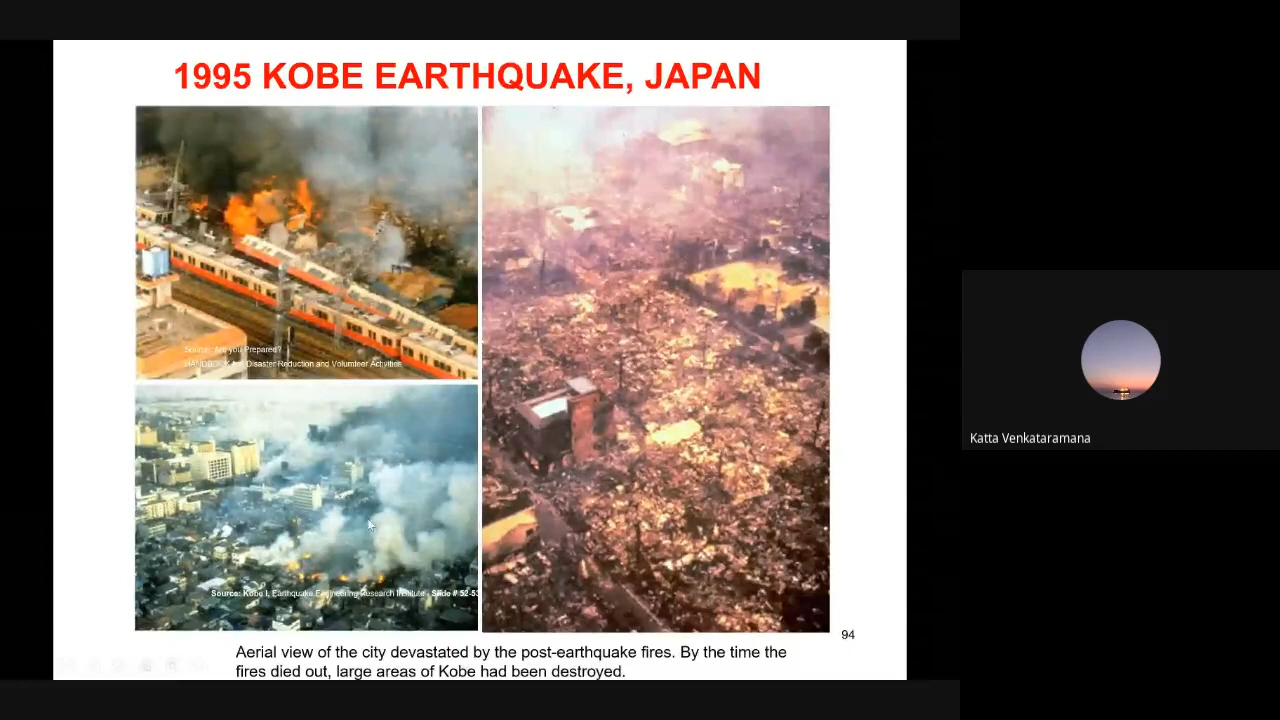 1995 KOBE EARTHQUAKE, JAPAN
Source: Are you Prepared?
HANDBOOK for Disaster Reduction and Volunteer Activities
Source: Kobe I, Earthquake Engineering Research Institute - Slide # 52-53
94
Aerial view of the city devastated by the post-earthquake fires. By the time the
fires died out, large areas of Kobe had been destroyed.
Katta Venkataramana